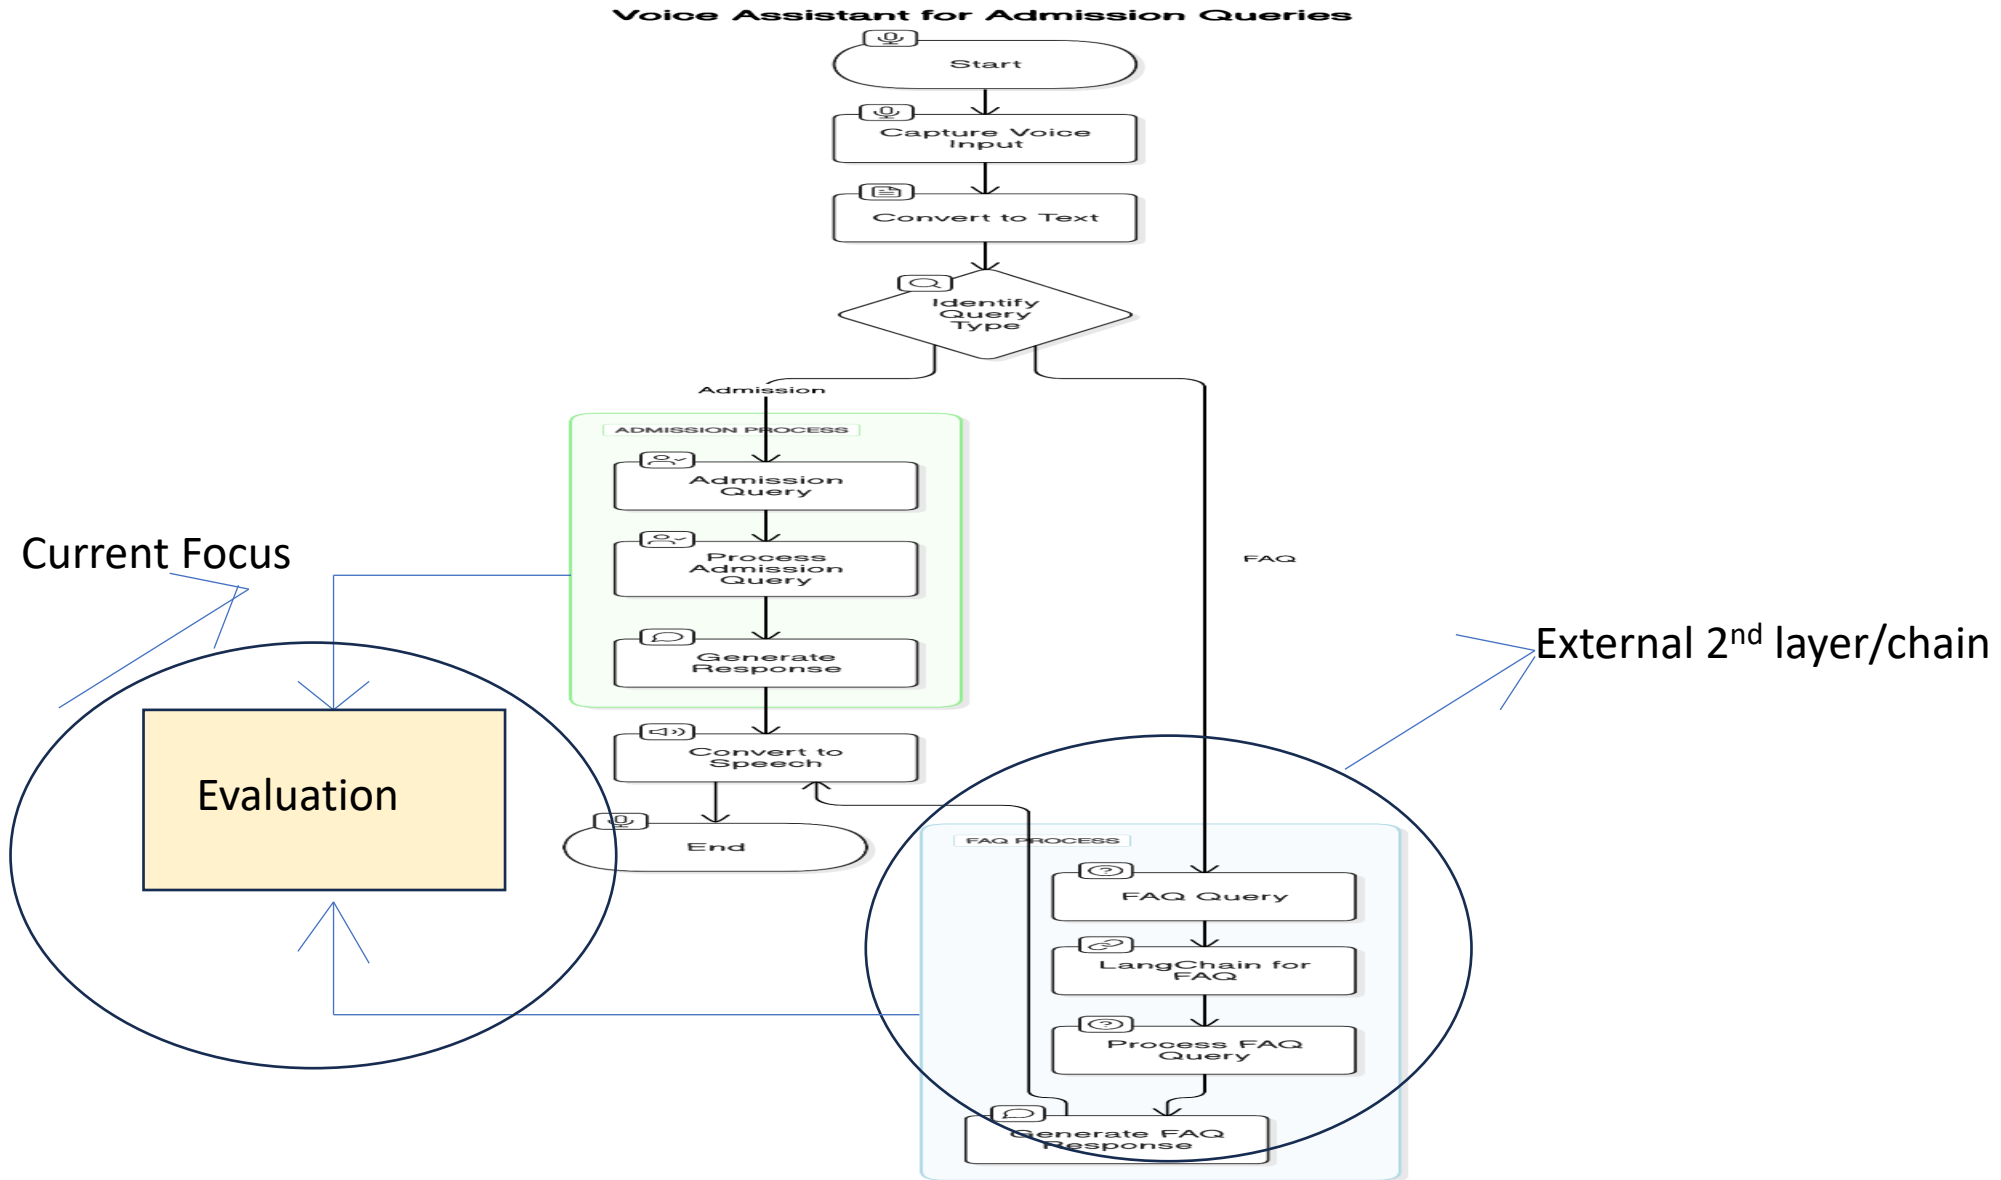 Voice Assistant for Admission Queries
Start
Capture Voice
Input
Convert to Text
Identify
Query
Type
Admission
ADMISSION PROCESS
Admission
Query
Process
Admission
Query
Generate
Response
Convert to
Speech
End
Current Focus
Evaluation
FAQ
External 2nd layer/chain
FAQ PROCESS
FAQ Query
LangChain for
FAQ
Process FAQ
Query
Generate FAQ
Response